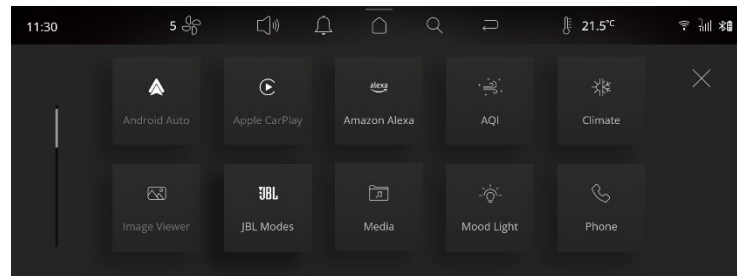 11:30 5 21.5°C
Android Auto Apple CarPlay alexa Amazon Alexa AQI Climate
Image Viewer JBL JBL Modes Media Mood Light Phone